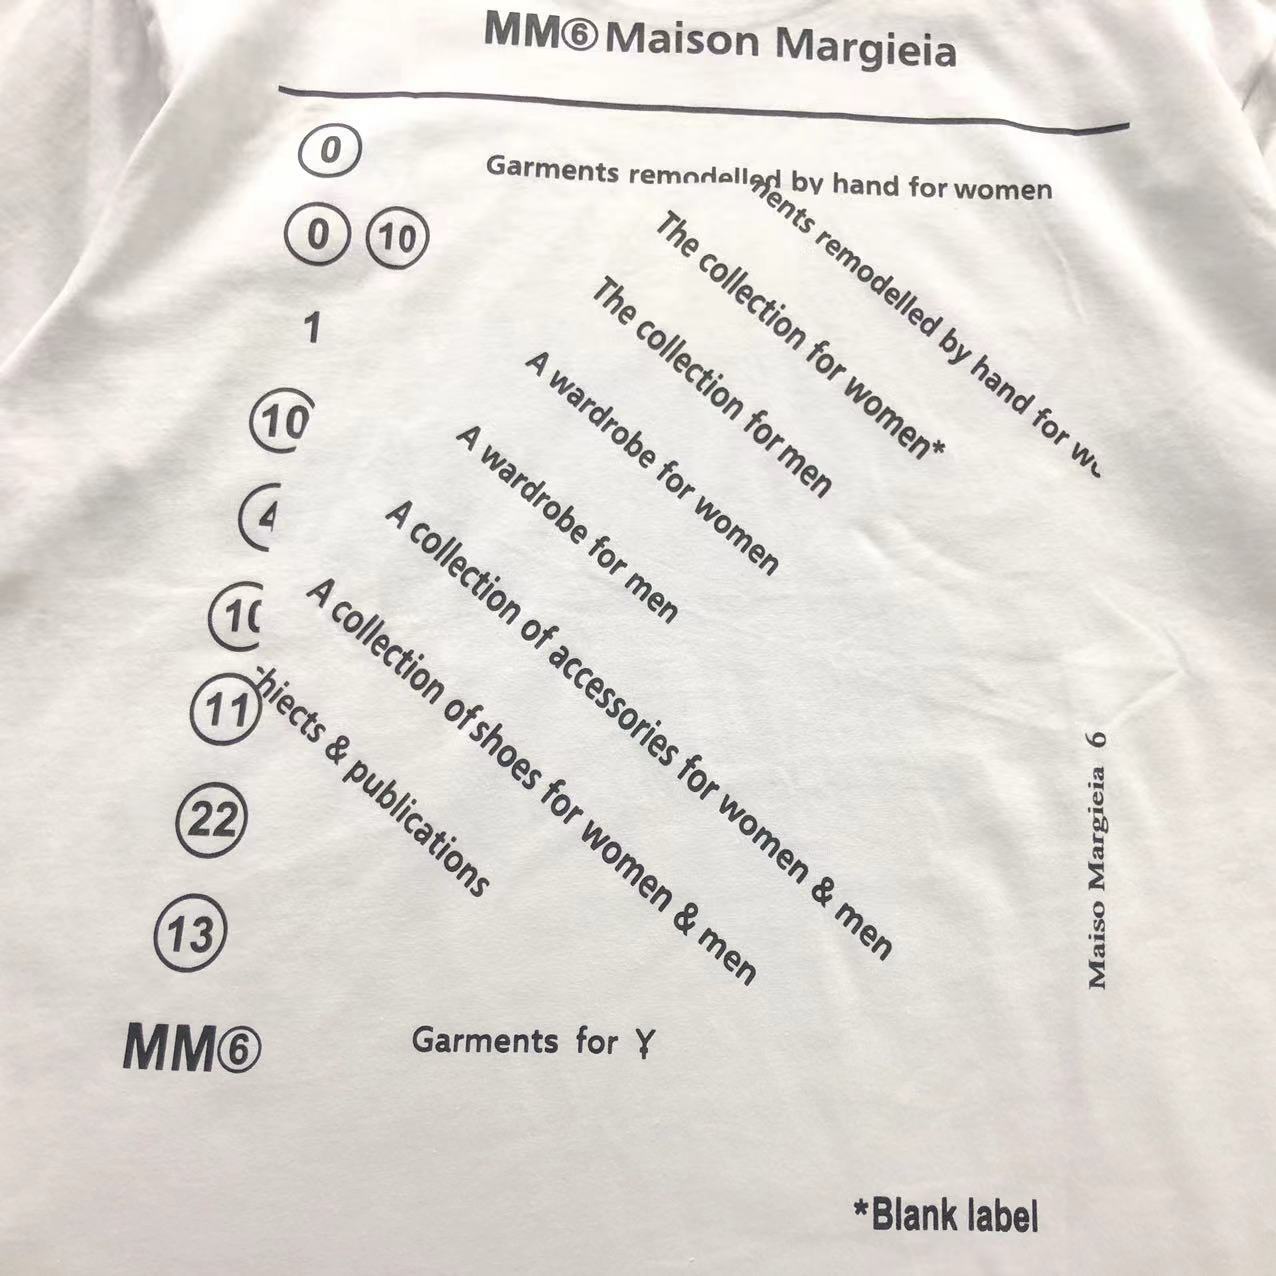 MM⑥ Maison Margieia
⓪ Garments remodelled by hand for women
⓪ ⑩ ments remodelled by hand for
1 The collection for women*
⑩ The collection for men
④ A wardrobe for women
⑩ A wardrobe for men
⑪ A collection of accessories for women & men
㉒ A collection of shoes for women & men
⑬ & publications
MM⑥ Garments for ¥
Maiso Margieia 6
*Blank label